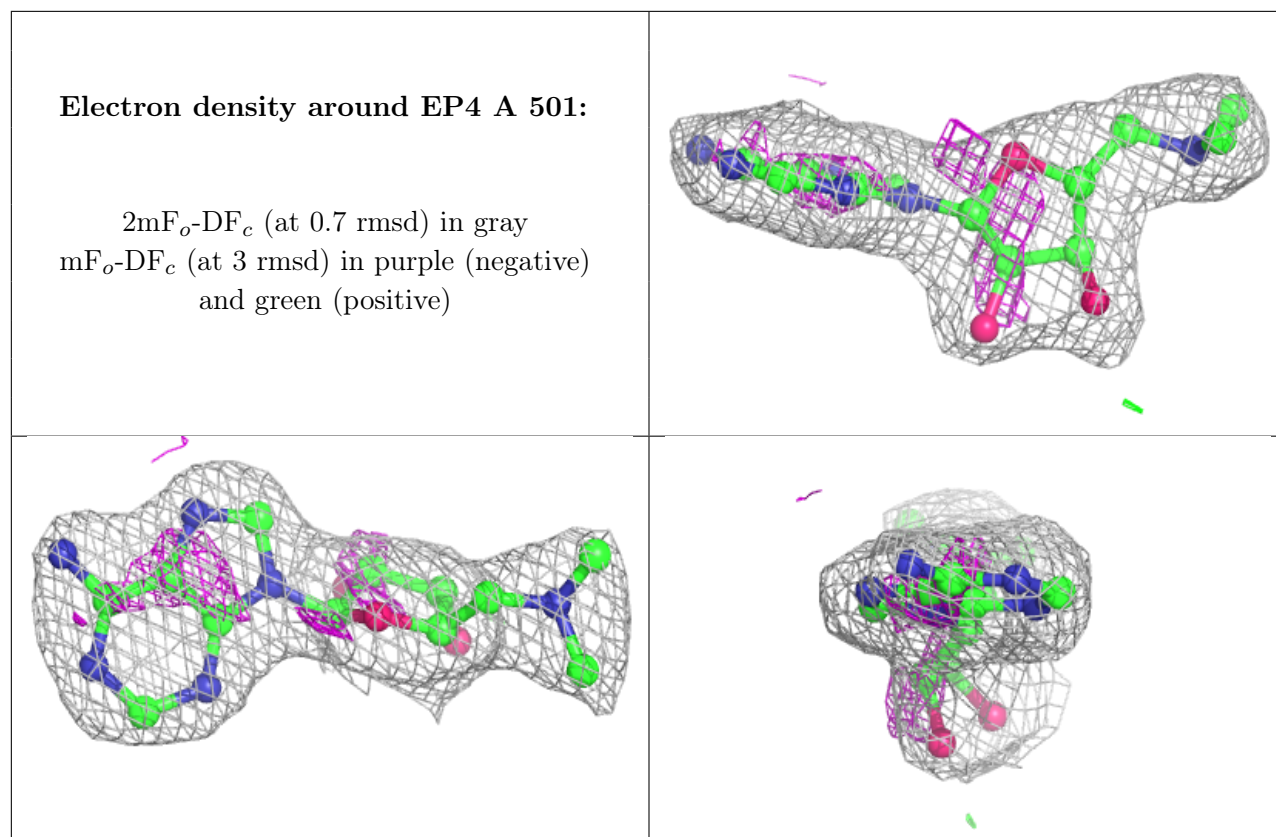 Electron density around EP4 A 501:
2mFₒ-DF𝒸 (at 0.7 rmsd) in gray
mFₒ-DF𝒸 (at 3 rmsd) in purple (negative)
and green (positive)